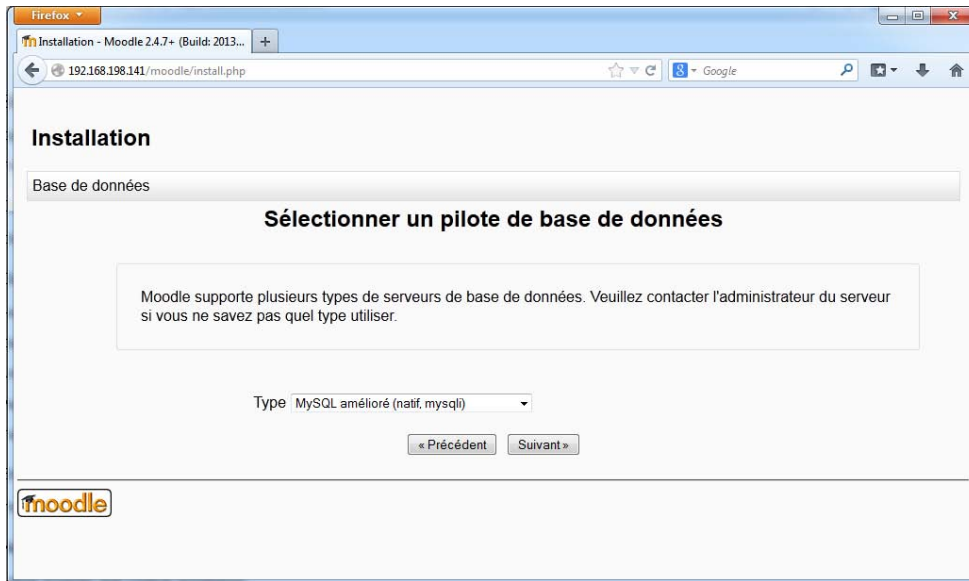 Firefox
Installation - Moodle 2.4.7+ (Build: 2013...
192.168.198.141/moodle/install.php
Google
Installation
Base de données
Sélectionner un pilote de base de données
Moodle supporte plusieurs types de serveurs de base de données. Veuillez contacter l'administrateur du serveur
si vous ne savez pas quel type utiliser.
Type MySQL amélioré (natif, mysqli)
« Précédent Suivant »
moodle